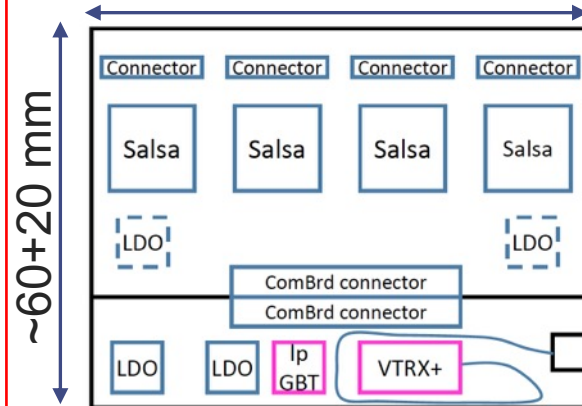 Connector Connector Connector Connector
Salsa Salsa Salsa Salsa
~60+20 mm
LDO LDO
ComBrd connector
ComBrd connector
LDO LDO lp VTRX+
GBT